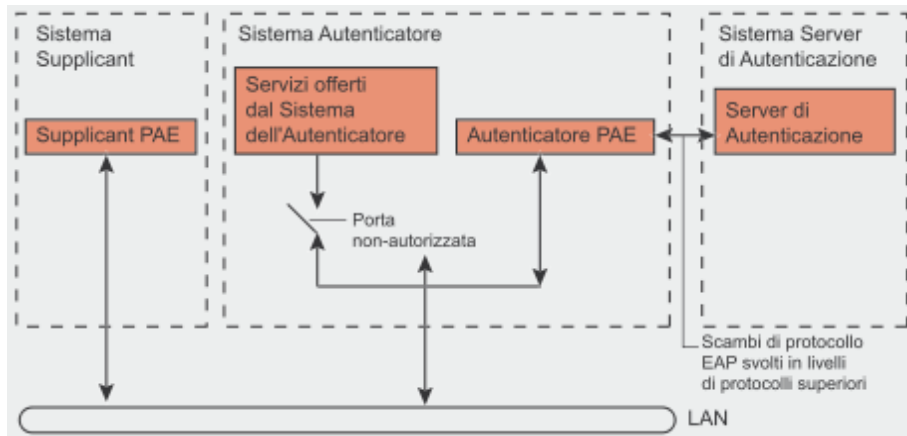 Sistema
Supplicant
Supplicant PAE
Sistema Autenticatore
Servizi offerti
dal Sistema
dell'Autenticatore
Autenticatore PAE
Porta
non-autorizzata
Sistema Server
di Autenticazione
Server di
Autenticazione
Scambi di protocollo
EAP svolti in livelli
di protocolli superiori
LAN